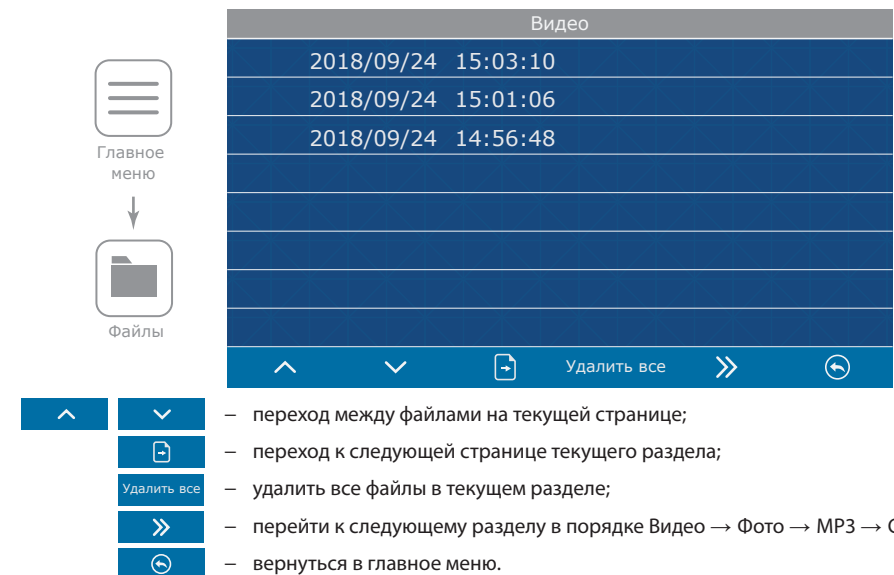 Видео
2018/09/24 15:03:10
2018/09/24 15:01:06
2018/09/24 14:56:48
Главное
меню
Файлы
Удалить все
– переход между файлами на текущей странице;
– переход к следующей странице текущего раздела;
Удалить все – удалить все файлы в текущем разделе;
– перейти к следующему разделу в порядке Видео → Фото → MP3 →
– вернуться в главное меню.